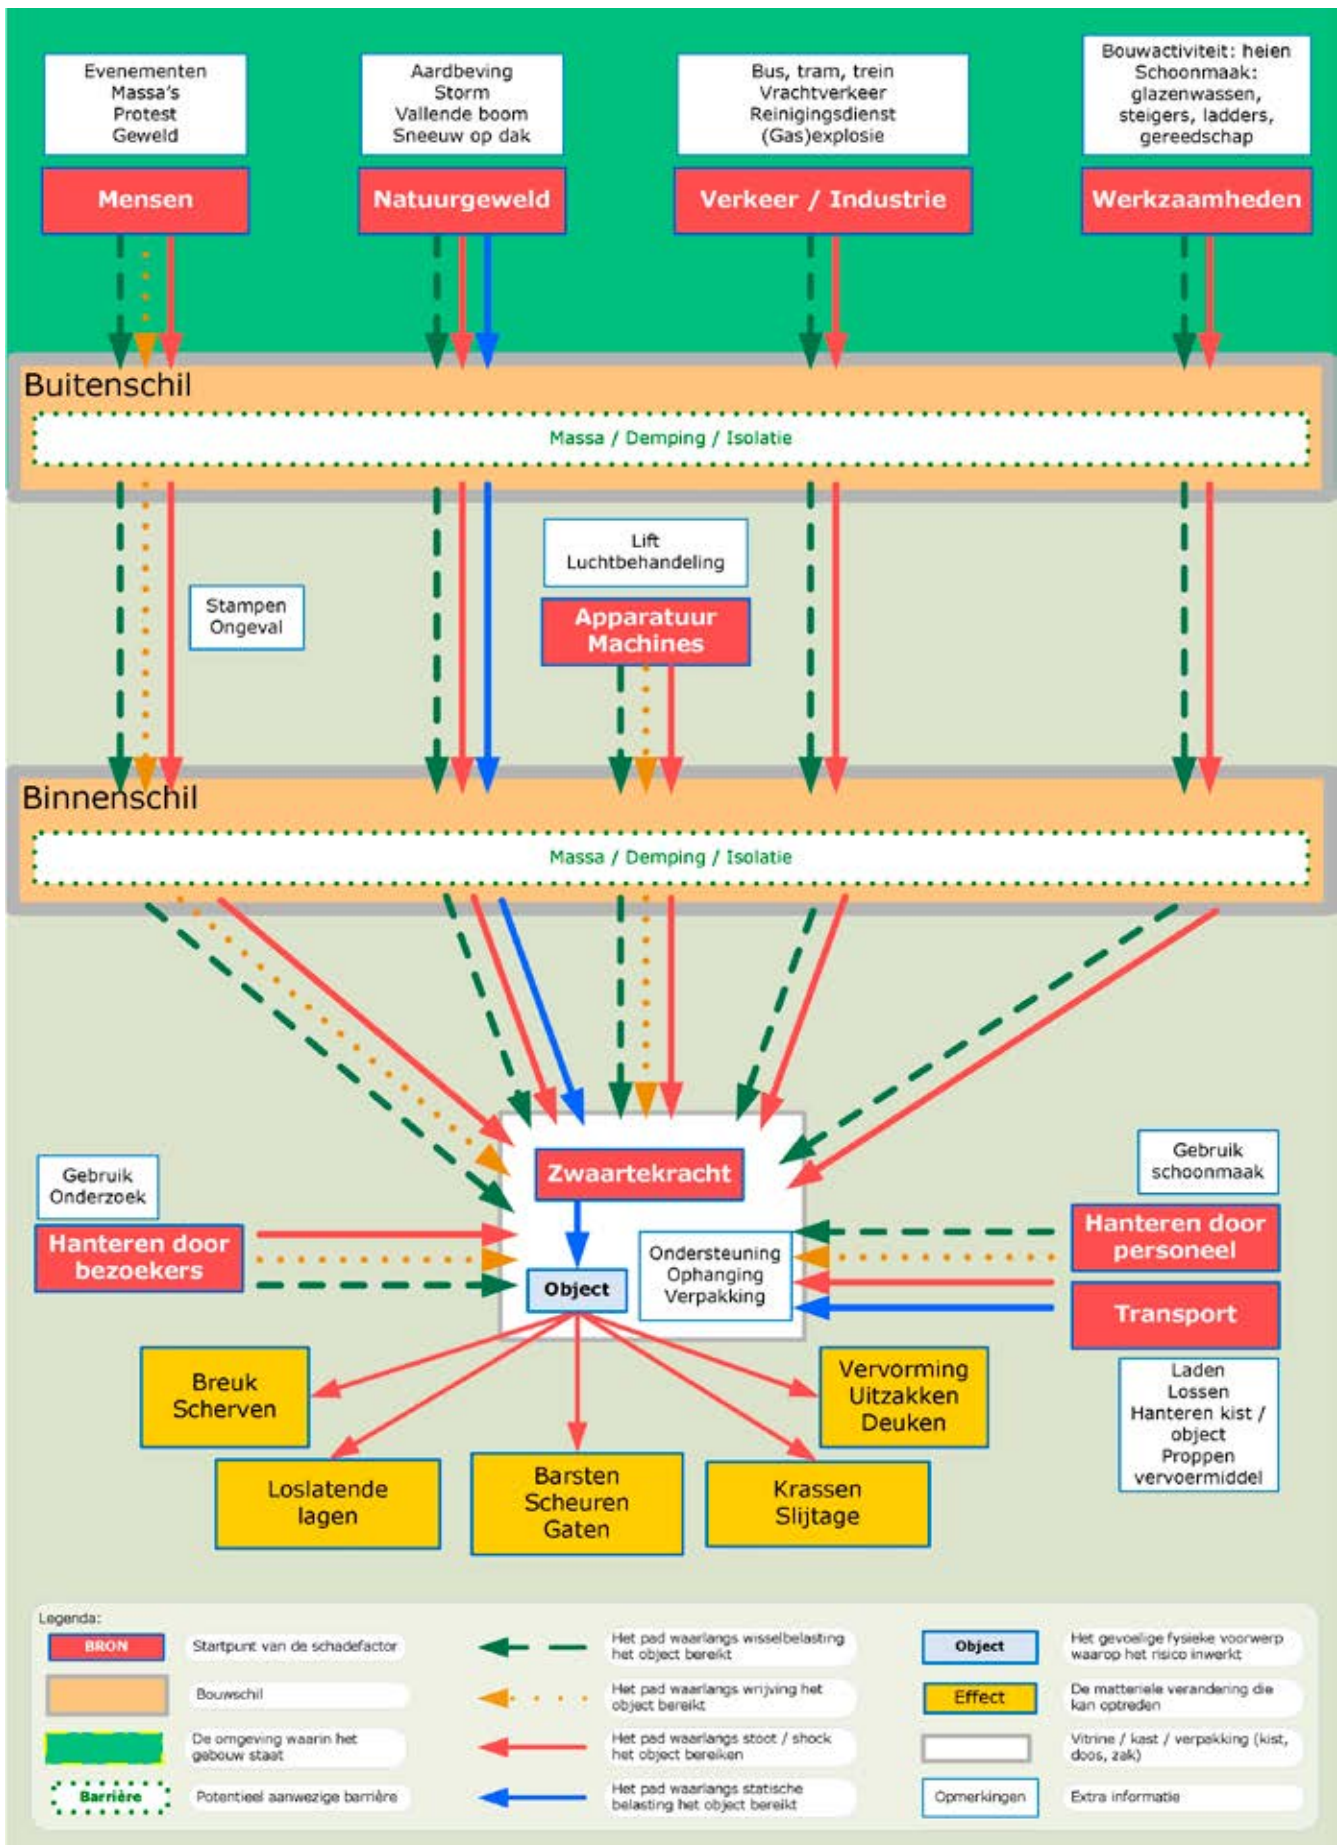 Evenementen
Massa's
Protest
Geweld
Mensen
Aardbeving
Storm
Vallende boom
Sneeuw op dak
Natuurgeweld
Bus, tram, trein
Vrachtverkeer
Reinigingsdienst
(Gas)explosie
Verkeer / Industrie
Bouwactiviteit: heien
Schoonmaak:
glazenwassen,
steigers, ladders,
gereedschap
Werkzaamheden
Buitenschil
Massa / Demping / Isolatie
Stampen
Ongeval
Lift
Luchtbehandeling
Apparatuur
Machines
Binnenschil
Massa / Demping / Isolatie
Zwaartekracht
Object
Ondersteuning
Ophanging
Verpakking
Gebruik
Onderzoek
Hanteren door
bezoekers
Gebruik
schoonmaak
Hanteren door
personeel
Transport
Laden
Lossen
Hanteren kist /
object
Proppen
vervoermiddel
Breuk
Scherven
Loslatende
lagen
Barsten
Scheuren
Gaten
Krassen
Slijtage
Vervorming
Uitzakken
Deuken
Legenda:
BRON
Startpunt van de schadefactor
Bouwschil
De omgeving waarin het
gebouw staat
Barrière
Potentieel aanwezige barrière
Het pad waarlangs wisselbelasting
het object bereikt
Het pad waarlangs wrijving het
object bereikt
Het pad waarlangs stoot / shock
het object bereiken
Het pad waarlangs statische
belasting het object bereikt
Object
Het gevoelige fysieke voorwerp
waarop het risico inwerkt
Effect
De matteriele verandering die
kan optreden
Vitrine / kast / verpakking (kist,
doos, zak)
Opmerkingen
Extra informatie